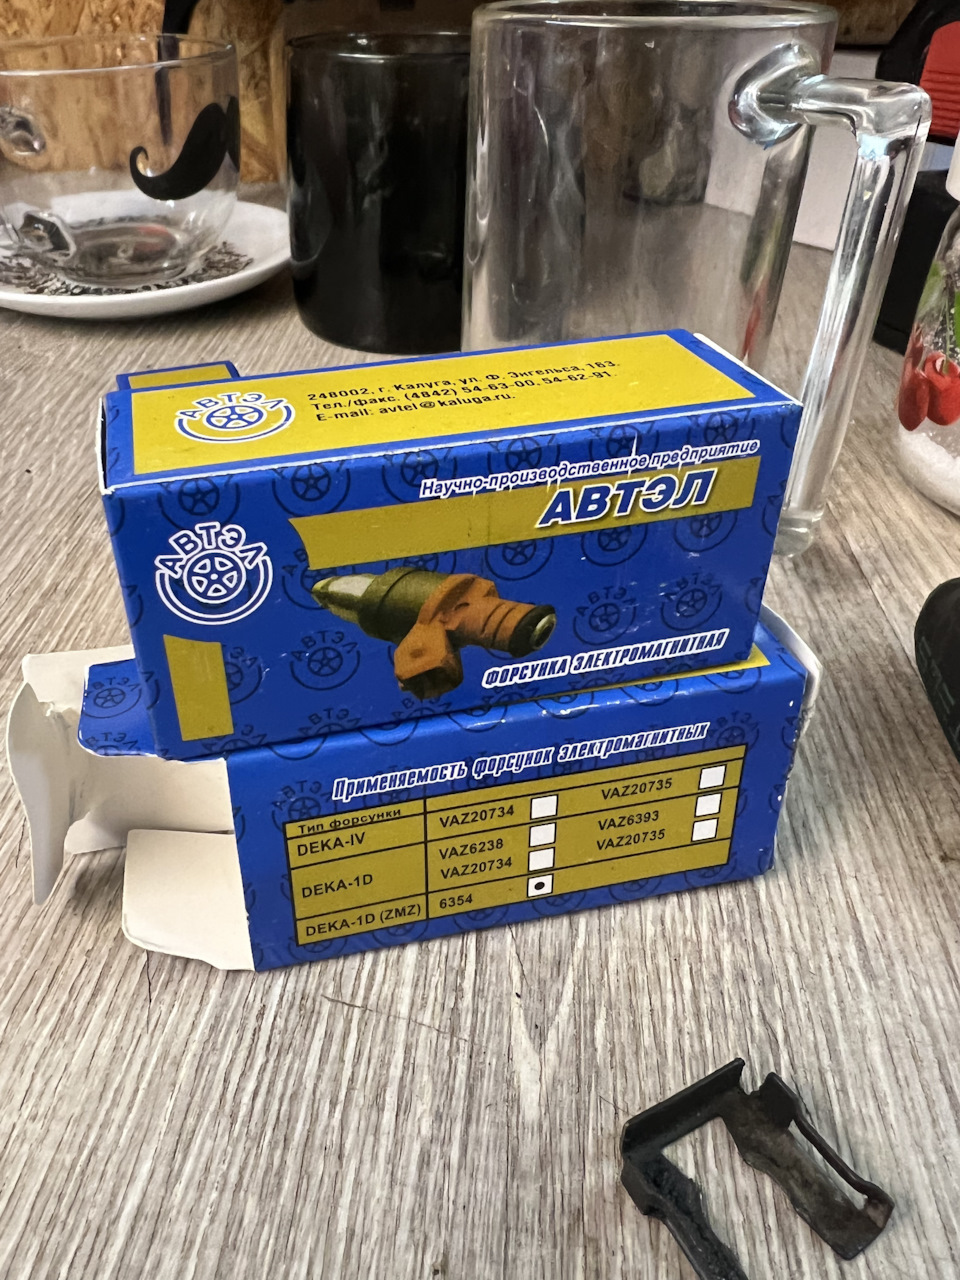 АВТЭЛ
248002, г. Калуга, ул. Ф. Энгельса, 163.
Тел./факс. (4842) 54-63-00, 54-62-91.
E-mail: avtel@kaluga.ru.
Научно-производственное предприятие
АВТЭЛ
АВТЭЛ
ФОРСУНКА ЭЛЕКТРОМАГНИТНАЯ
Применяемость форсунок электромагнитных
Тип форсунки
DEKA-IV VAZ20734 VAZ20735
DEKA-1D VAZ6238 VAZ6393
VAZ20734 VAZ20735
DEKA-1D (ZMZ) 6354